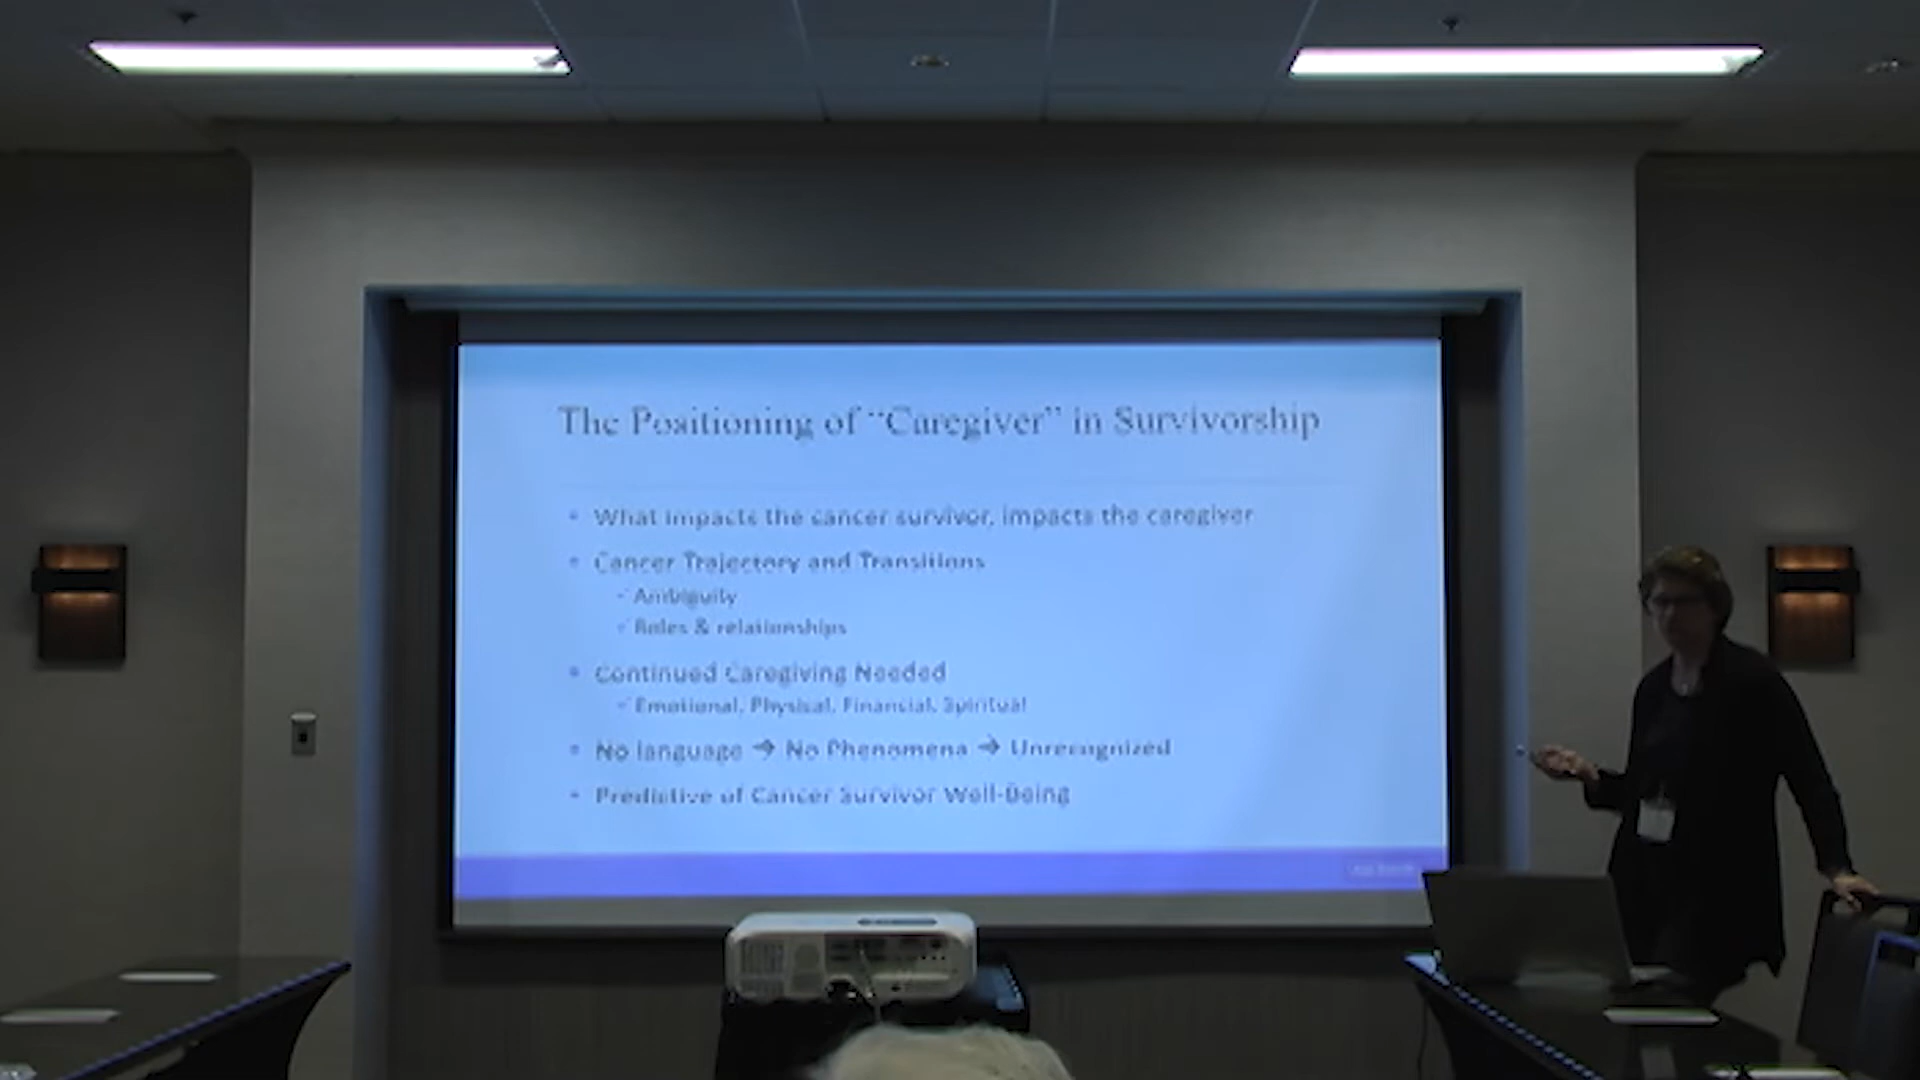 The Positioning of “Caregiver” in Survivorship
• What impacts the cancer survivor, impacts the caregiver
• Cancer Trajectory and Transitions
✓ Ambiguity
✓ Roles & relationships
• Continued Caregiving Needed
✓ Emotional, Physical, Financial, Spiritual
• No language → No Phenomena → Unrecognized
• Predictive of Cancer Survivor Well-Being